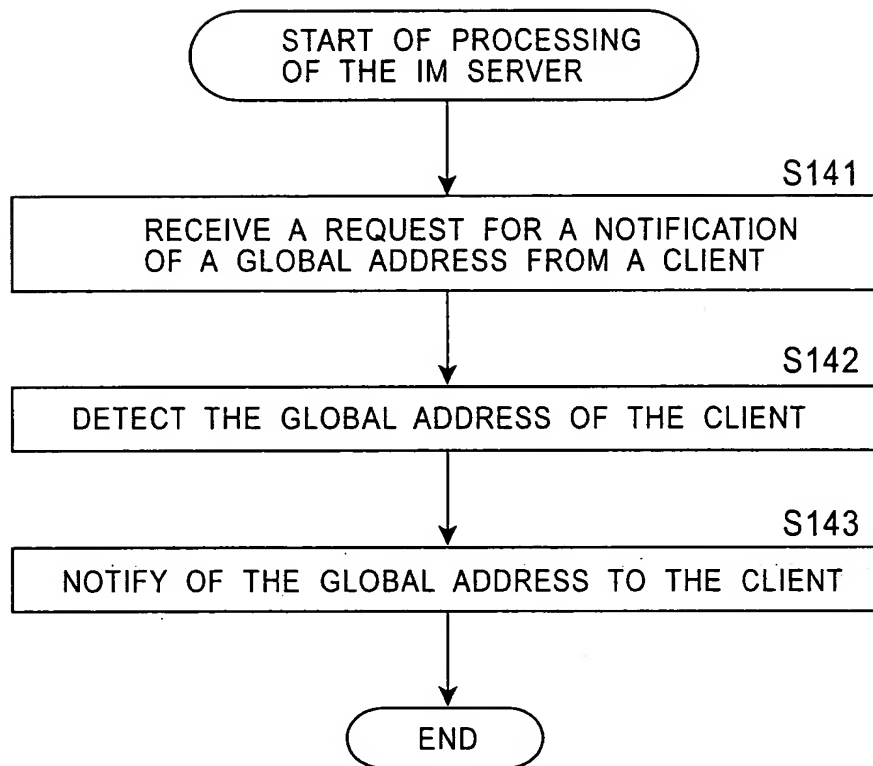 START OF PROCESSING
OF THE IM SERVER
S141
RECEIVE A REQUEST FOR A NOTIFICATION
OF A GLOBAL ADDRESS FROM A CLIENT
S142
DETECT THE GLOBAL ADDRESS OF THE CLIENT
S143
NOTIFY OF THE GLOBAL ADDRESS TO THE CLIENT
END